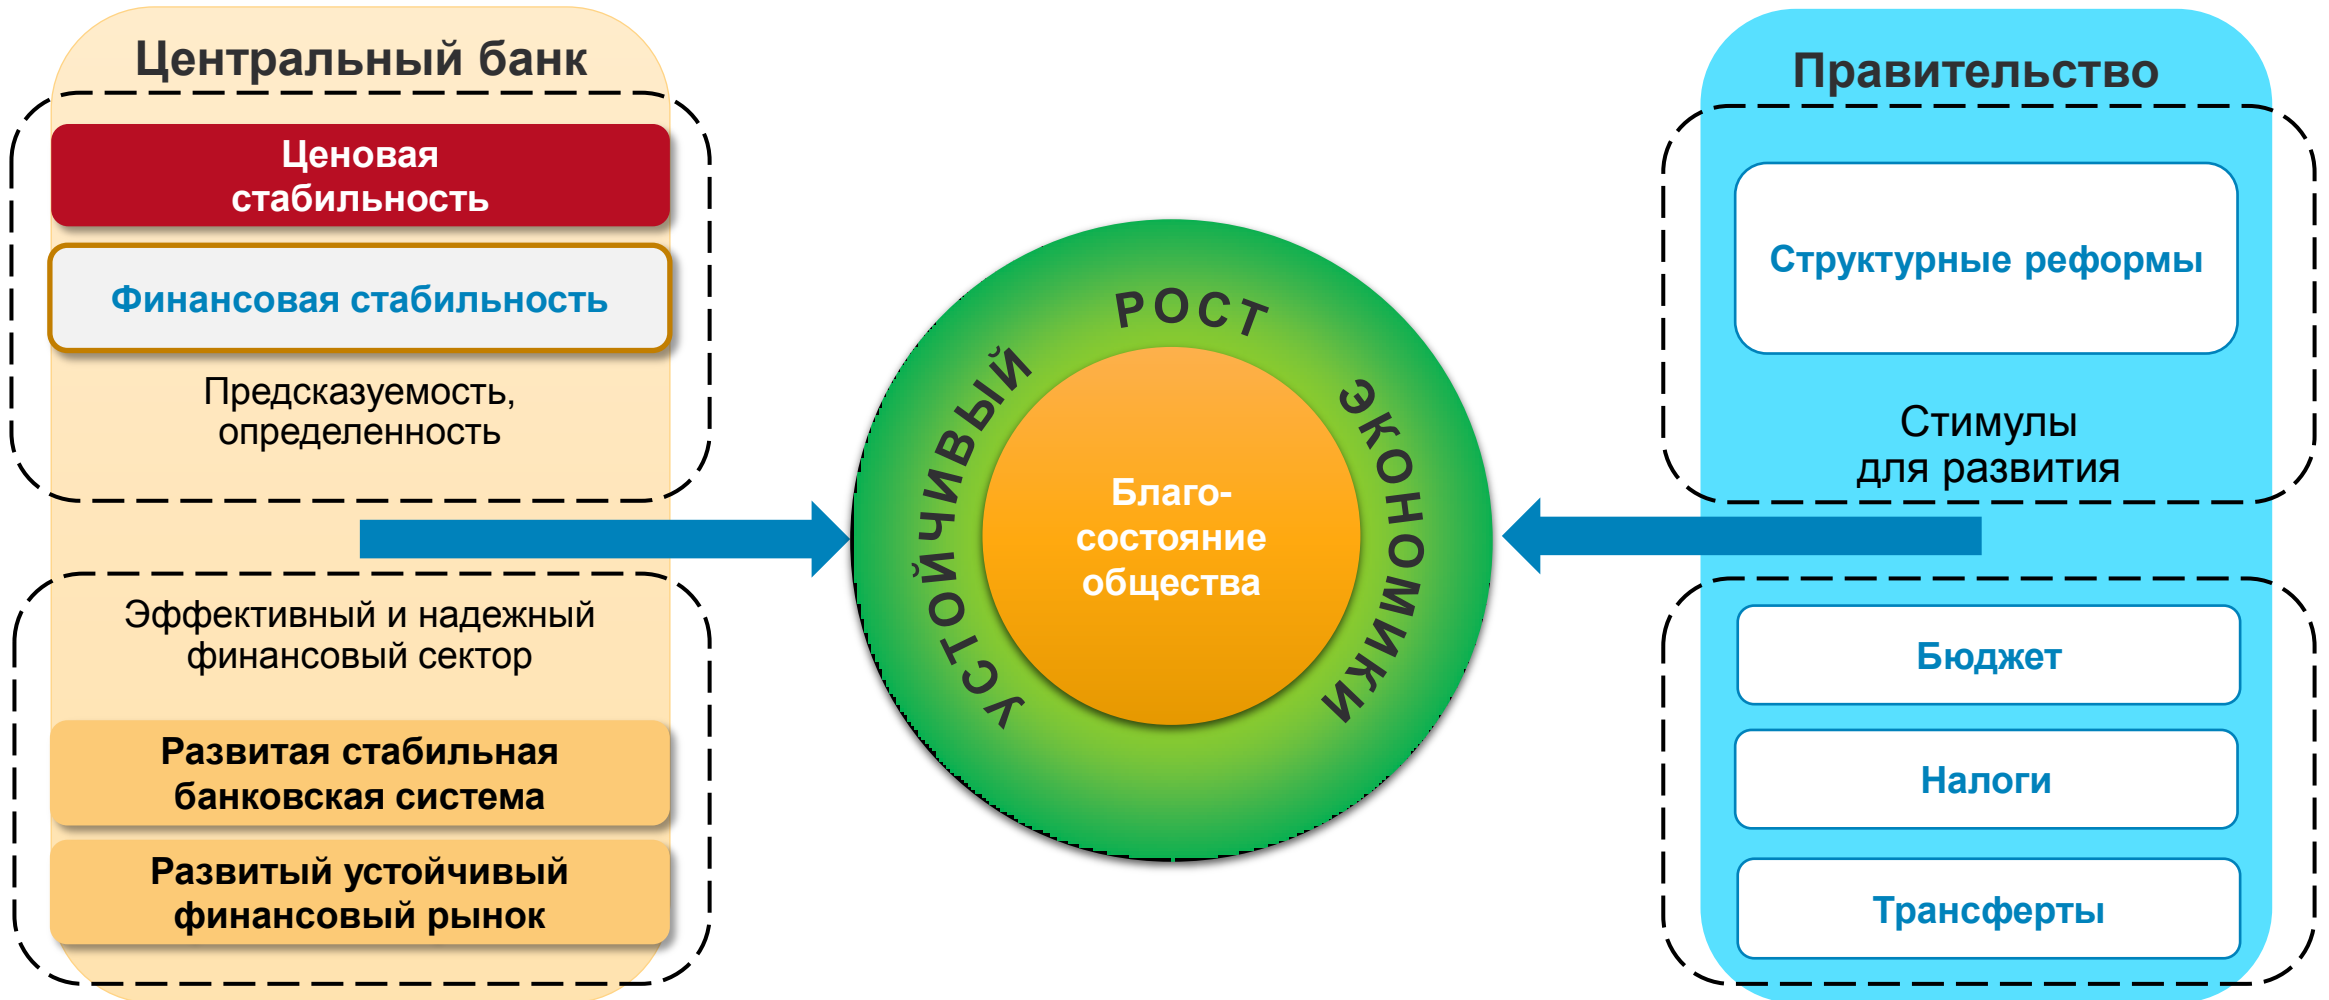 Центральный банк
Ценовая
стабильность
Финансовая стабильность
Предсказуемость,
определенность
Эффективный и надежный
финансовый сектор
Развитая стабильная
банковская система
Развитый устойчивый
финансовый рынок
УСТОЙЧИВЫЙ РОСТ ЭКОНОМИКИ
Благо-
состояние
общества
Правительство
Структурные реформы
Стимулы
для развития
Бюджет
Налоги
Трансферты